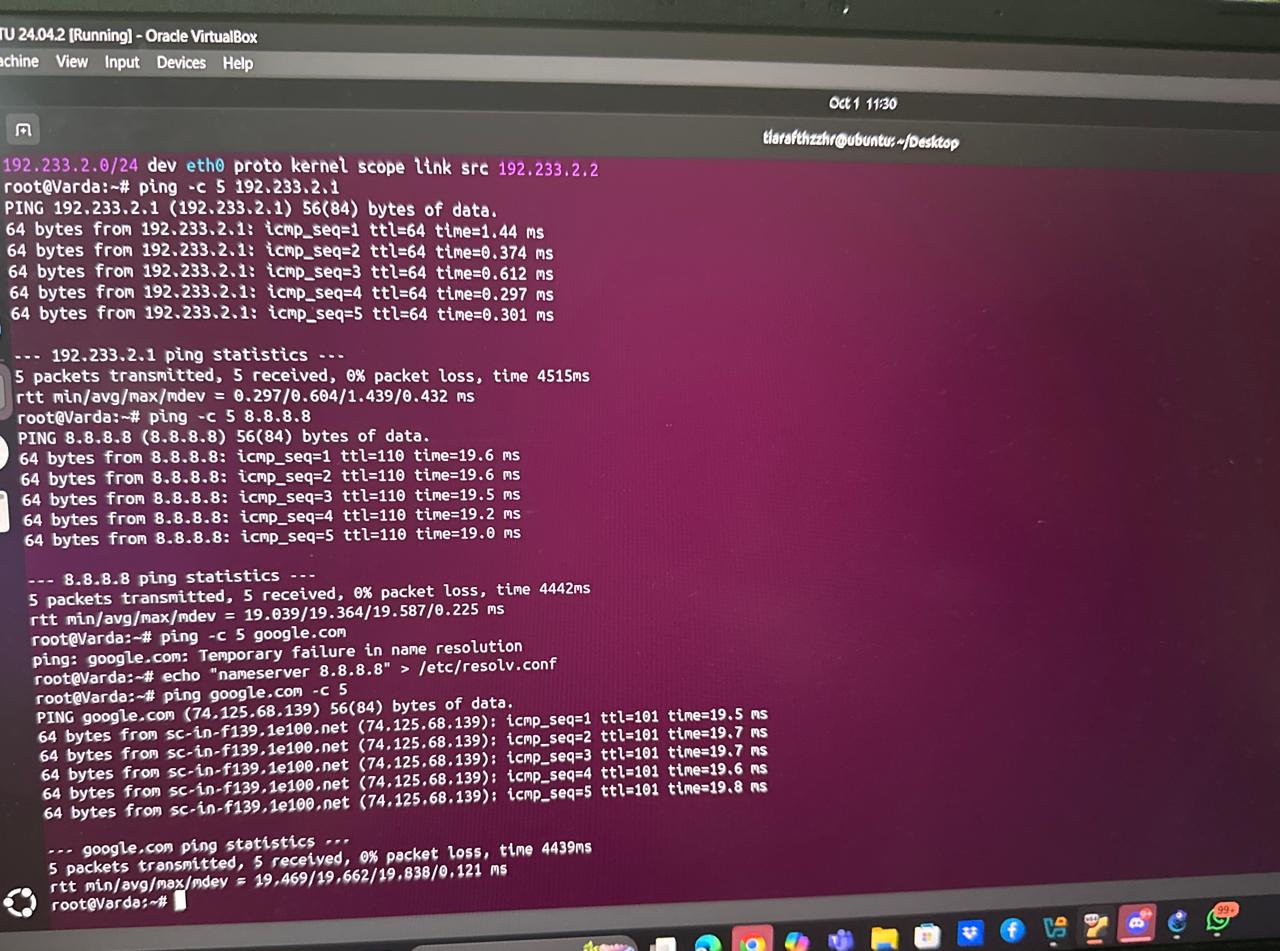 TU 24.04.2 [Running] - Oracle VirtualBox
achine View Input Devices Help
Oct 1 11:30
tiarafthzzhr@ubuntu: ~/Desktop
192.233.2.0/24 dev eth0 proto kernel scope link src 192.233.2.2
root@Varda:~# ping -c 5 192.233.2.1
PING 192.233.2.1 (192.233.2.1) 56(84) bytes of data.
64 bytes from 192.233.2.1: icmp_seq=1 ttl=64 time=1.44 ms
64 bytes from 192.233.2.1: icmp_seq=2 ttl=64 time=0.374 ms
64 bytes from 192.233.2.1: icmp_seq=3 ttl=64 time=0.612 ms
64 bytes from 192.233.2.1: icmp_seq=4 ttl=64 time=0.297 ms
64 bytes from 192.233.2.1: icmp_seq=5 ttl=64 time=0.301 ms
--- 192.233.2.1 ping statistics ---
5 packets transmitted, 5 received, 0% packet loss, time 4515ms
rtt min/avg/max/mdev = 0.297/0.604/1.439/0.432 ms
root@Varda:~# ping -c 5 8.8.8.8
PING 8.8.8.8 (8.8.8.8) 56(84) bytes of data.
64 bytes from 8.8.8.8: icmp_seq=1 ttl=110 time=19.6 ms
64 bytes from 8.8.8.8: icmp_seq=2 ttl=110 time=19.6 ms
64 bytes from 8.8.8.8: icmp_seq=3 ttl=110 time=19.5 ms
64 bytes from 8.8.8.8: icmp_seq=4 ttl=110 time=19.2 ms
64 bytes from 8.8.8.8: icmp_seq=5 ttl=110 time=19.0 ms
--- 8.8.8.8 ping statistics ---
5 packets transmitted, 5 received, 0% packet loss, time 4442ms
rtt min/avg/max/mdev = 19.039/19.364/19.587/0.225 ms
root@Varda:~# ping -c 5 google.com
ping: google.com: Temporary failure in name resolution
root@Varda:~# echo "nameserver 8.8.8.8" > /etc/resolv.conf
root@Varda:~# ping google.com -c 5
PING google.com (74.125.68.139) 56(84) bytes of data.
64 bytes from sc-in-f139.1e100.net (74.125.68.139): icmp_seq=1 ttl=101 time=19.5 ms
64 bytes from sc-in-f139.1e100.net (74.125.68.139): icmp_seq=2 ttl=101 time=19.7 ms
64 bytes from sc-in-f139.1e100.net (74.125.68.139): icmp_seq=3 ttl=101 time=19.7 ms
64 bytes from sc-in-f139.1e100.net (74.125.68.139): icmp_seq=4 ttl=101 time=19.6 ms
64 bytes from sc-in-f139.1e100.net (74.125.68.139): icmp_seq=5 ttl=101 time=19.8 ms
--- google.com ping statistics ---
5 packets transmitted, 5 received, 0% packet loss, time 4439ms
rtt min/avg/max/mdev = 19.469/19.662/19.838/0.121 ms
root@Varda:~#
99+